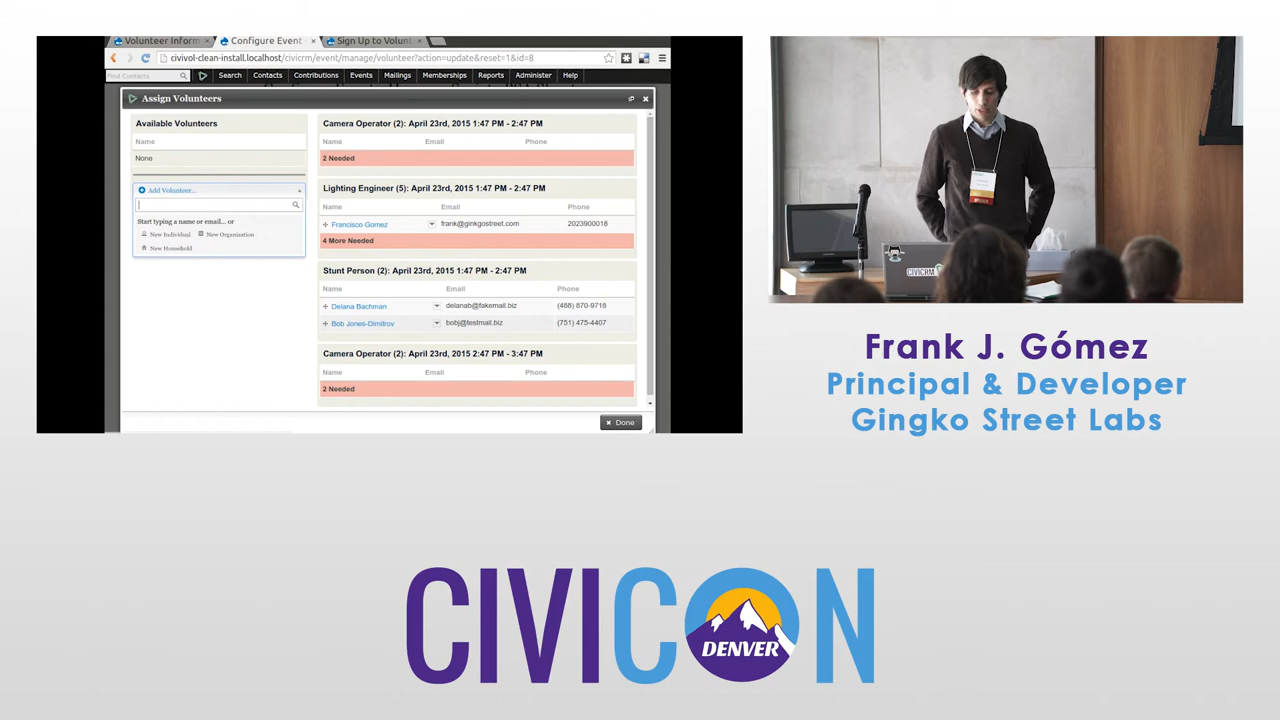 Volunteer Inform
Configure Event
Sign Up to Volunt
civivol-clean-install.localhost/civicrm/event/manage/volunteer?action=update&reset=1&id=8
Find Contacts
Search Contacts Contributions Events Mailings Memberships Reports Administer Help
Assign Volunteers
Available Volunteers
Name
None
Add Volunteer...
Start typing a name or email... or
New Individual New Organisation
New Household
Camera Operator (2): April 23rd, 2015 1:47 PM - 2:47 PM
Name Email Phone
2 Needed
Lighting Engineer (5): April 23rd, 2015 1:47 PM - 2:47 PM
Name Email Phone
Francisco Gomez frank@ginkgostreet.com 2023900018
4 More Needed
Stunt Person (2): April 23rd, 2015 1:47 PM - 2:47 PM
Name Email Phone
Delana Bachman delanab@fakemail.biz (488) 870-9718
Bob Jones-Dimitrov bobj@testmail.biz (751) 475-4407
Camera Operator (2): April 23rd, 2015 2:47 PM - 3:47 PM
Name Email Phone
2 Needed
Done
CIVICRM
Frank J. Gómez
Principal & Developer
Gingko Street Labs
CIVICON
DENVER